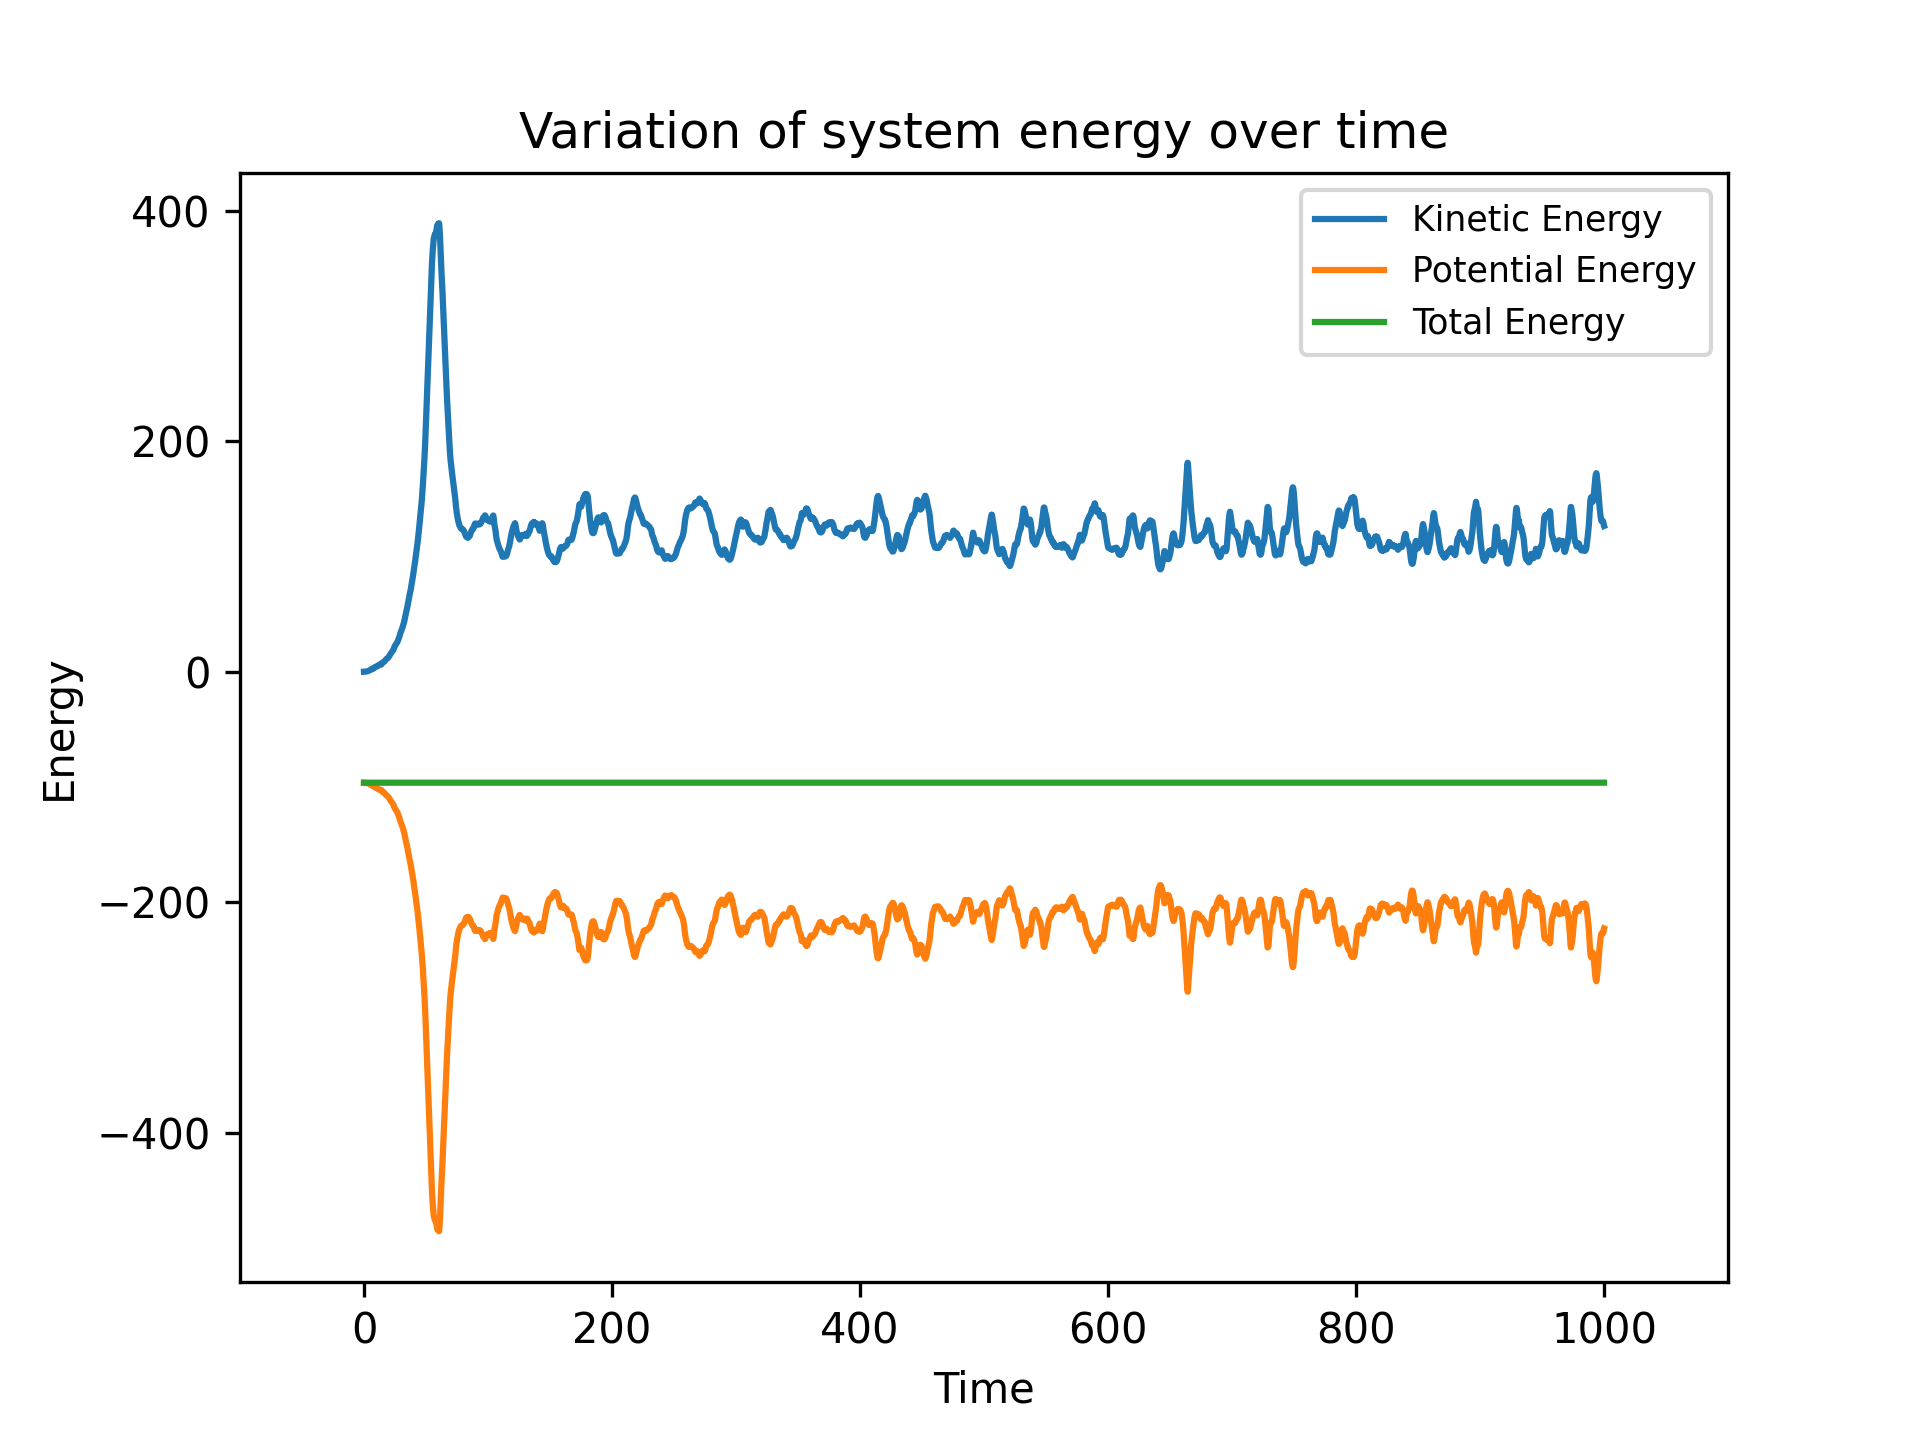 Variation of system energy over time
Kinetic Energy
Potential Energy
Total Energy
400
200
0
−200
−400
Energy
0 200 400 600 800 1000
Time